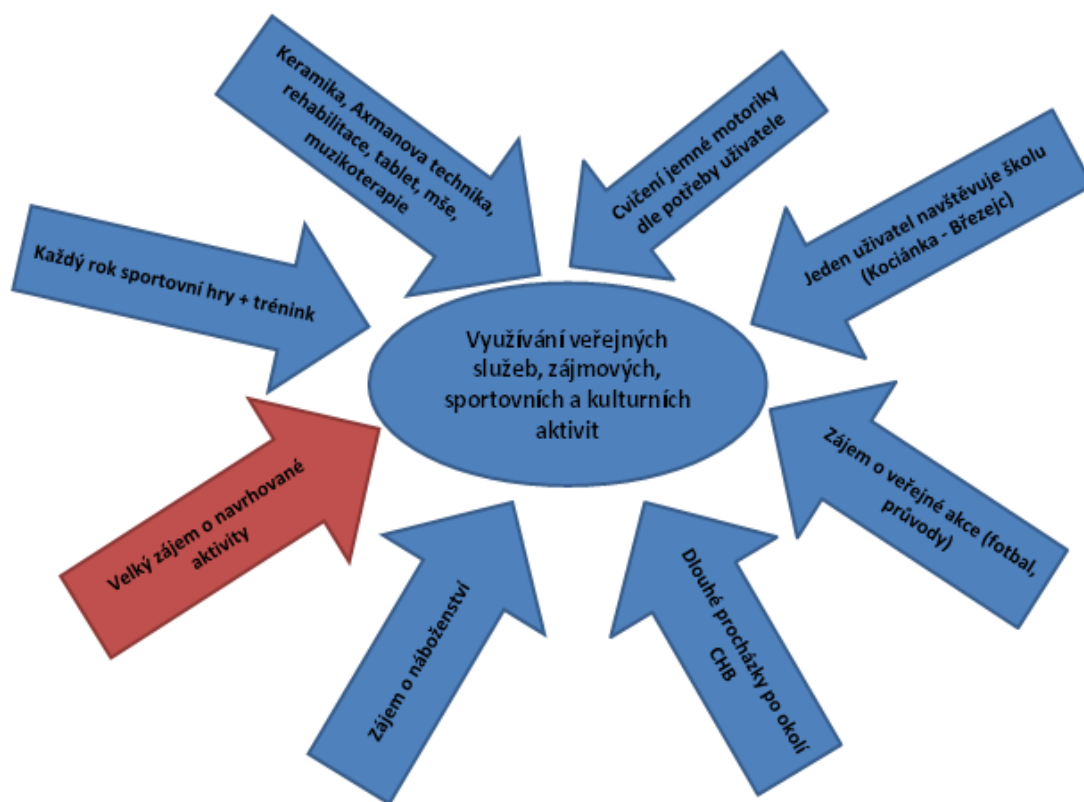 Keramika, Axmanova technika,
rehabilitace, tablet, mše,
muzikoterapie
Cvičení jemné motoriky
dle potřeby uživatele
Jeden uživatel navštěvuje školu
(Kociánka - Březejc)
Každý rok sportovní hry + trénink
Využívání veřejných
služeb, zájmových,
sportovních a kulturních
aktivit
Velký zájem o navrhované
aktivity
Zájem o veřejné akce (fotbal,
průvody)
Zájem o náboženství
Dlouhé procházky po okolí
CHB